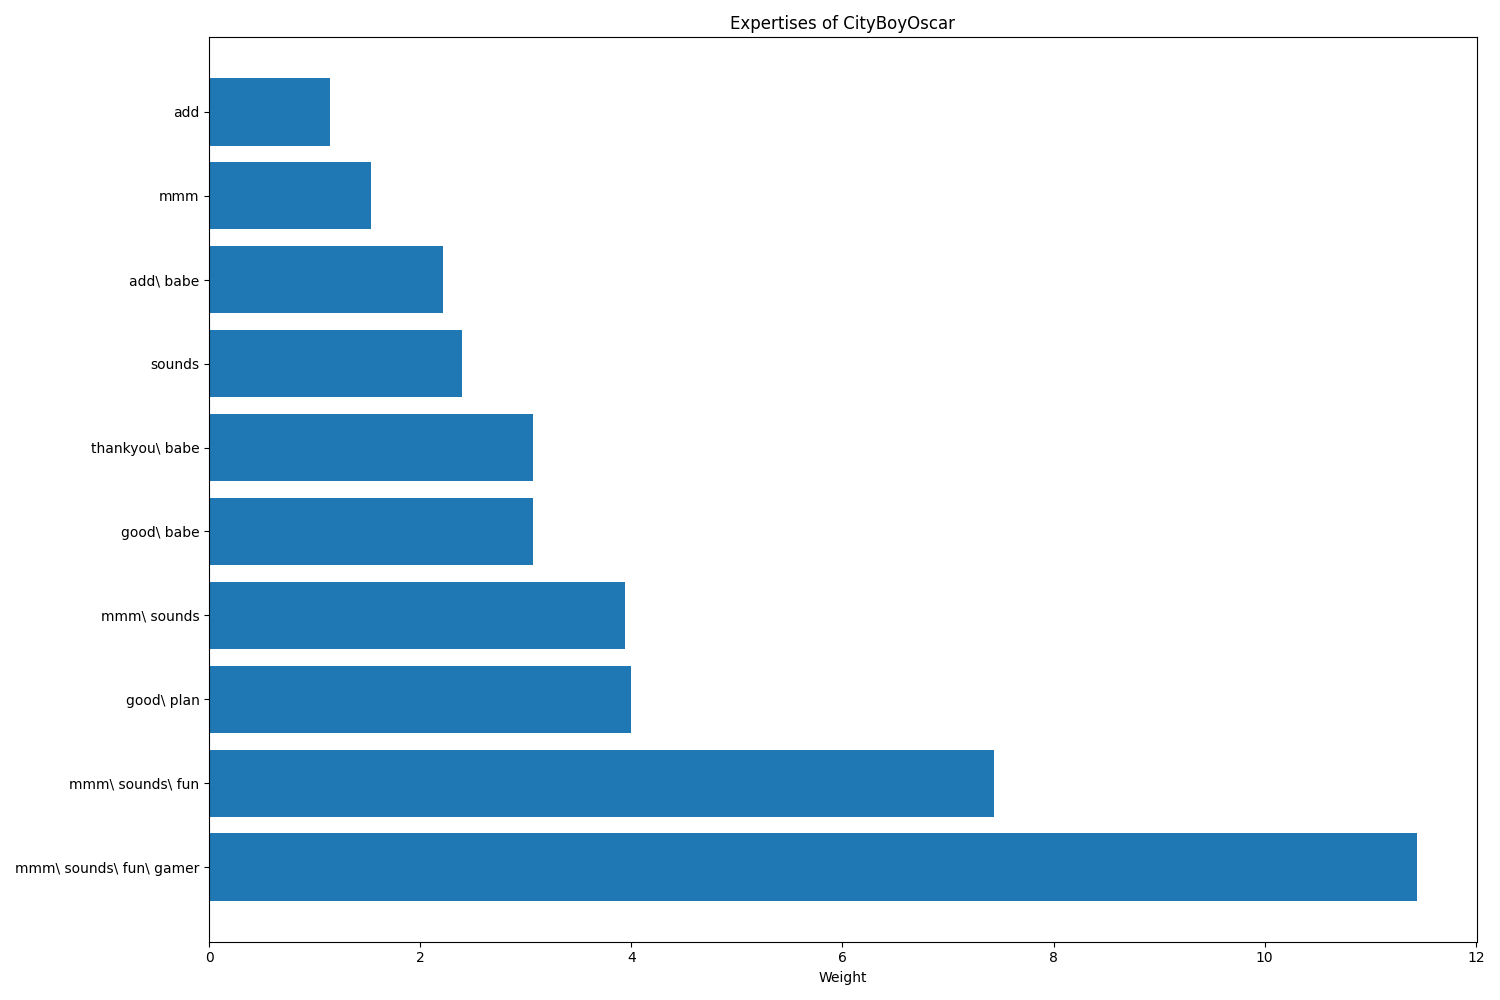 Expertises of CityBoyOscar
add
mmm
add\ babe
sounds
thankyou\ babe
good\ babe
mmm\ sounds
good\ plan
mmm\ sounds\ fun
mmm\ sounds\ fun\ gamer
0 2 4 6 8 10 12
Weight